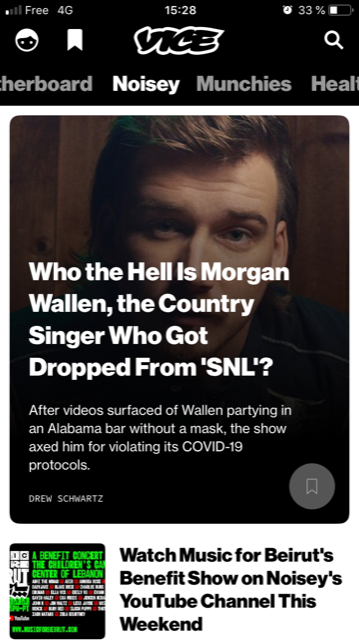 Free 4G 15:28 33 %
VICE
herboard Noisey Munchies Healt
Who the Hell Is Morgan
Wallen, the Country
Singer Who Got
Dropped From 'SNL'?
After videos surfaced of Wallen partying in
an Alabama bar without a mask, the show
axed him for violating its COVID-19
protocols.
DREW SCHWARTZ
A BENEFIT CONCERT
THE CHILDREN'S CAN
CENTER OF LEBANON
Watch Music for Beirut's
Benefit Show on Noisey's
YouTube Channel This
Weekend